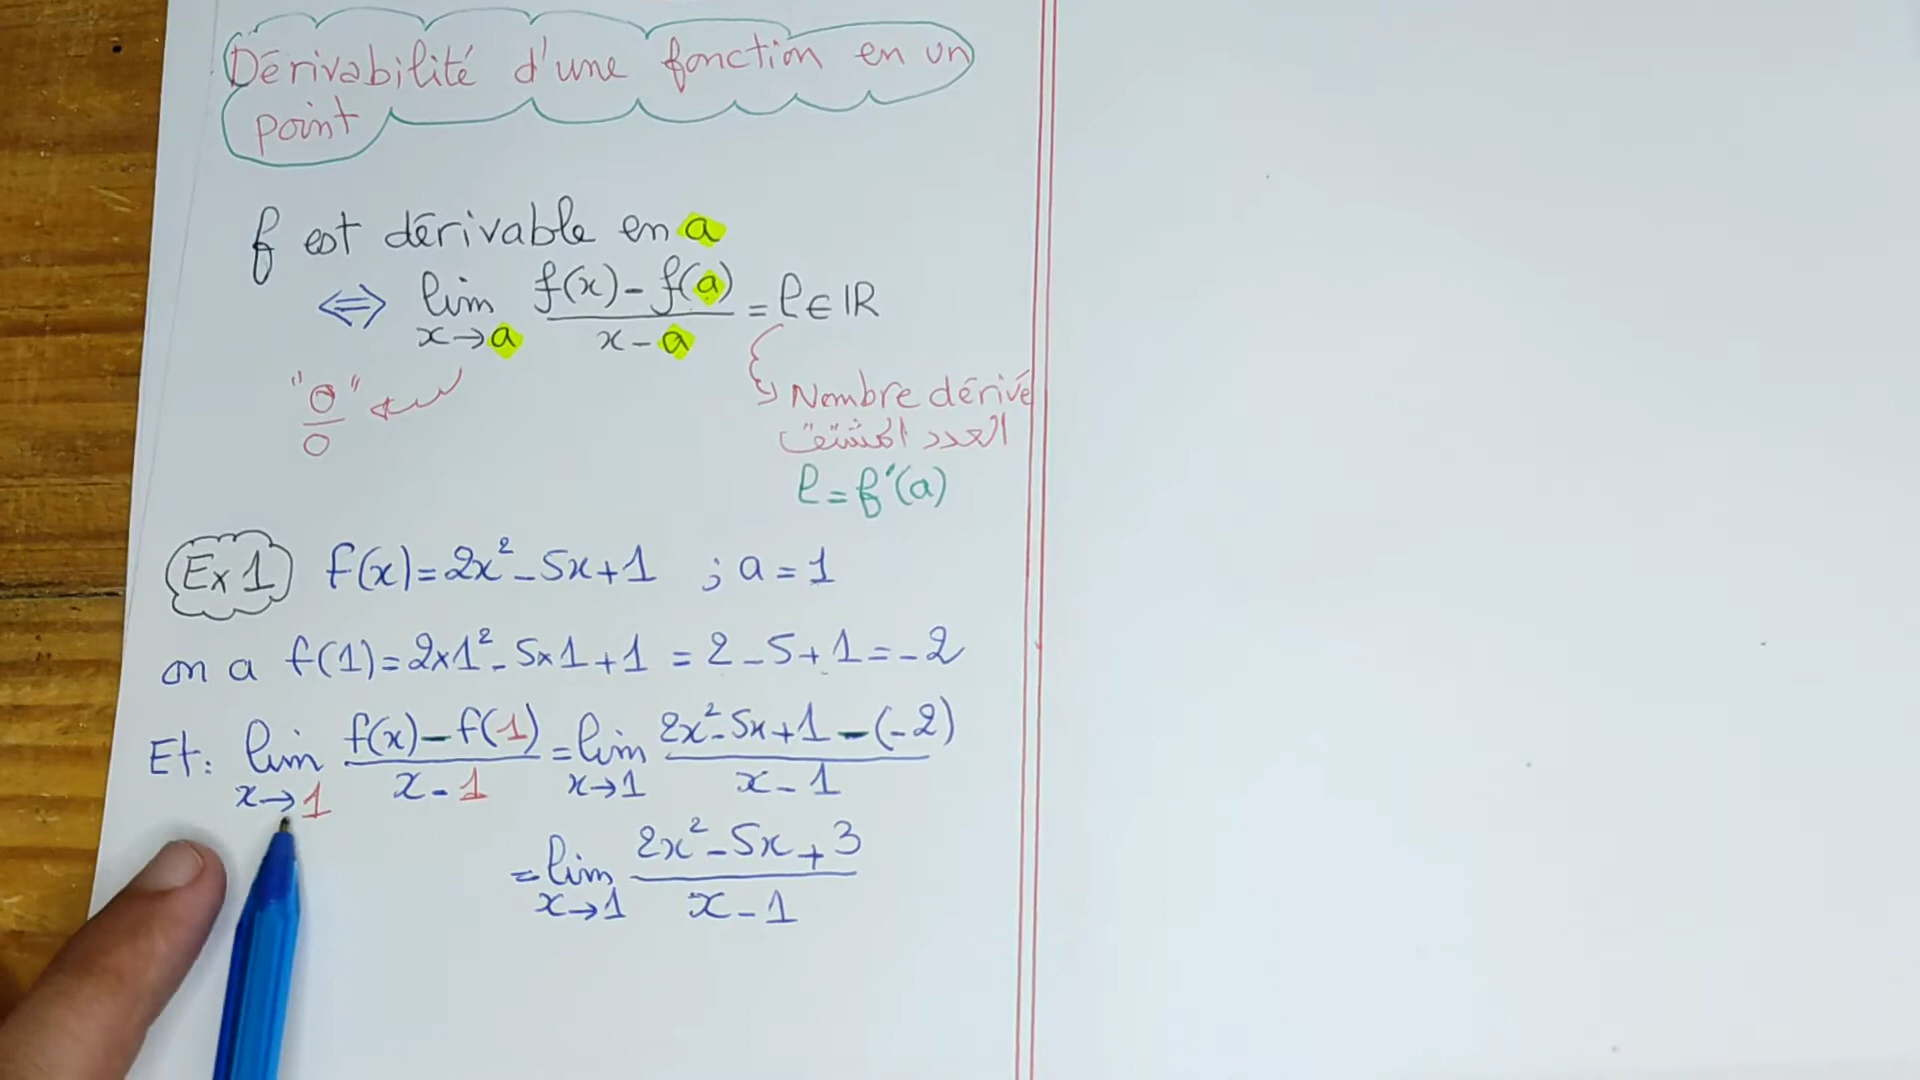 Dérivabilité d'une fonction en un
point
f est dérivable en a
⟺ lim x→a (f(x) - f(a))/(x - a) = l ∈ IR
"0/0"
Nombre dérivé
العدد المشتق
l = f'(a)
Ex 1 f(x) = 2x² - 5x + 1 ; a = 1
on a f(1) = 2×1² - 5×1 + 1 = 2 - 5 + 1 = -2
Et: lim x→1 (f(x) - f(1))/(x - 1) = lim x→1 (2x² - 5x + 1 - (-2))/(x - 1)
= lim x→1 (2x² - 5x + 3)/(x - 1)